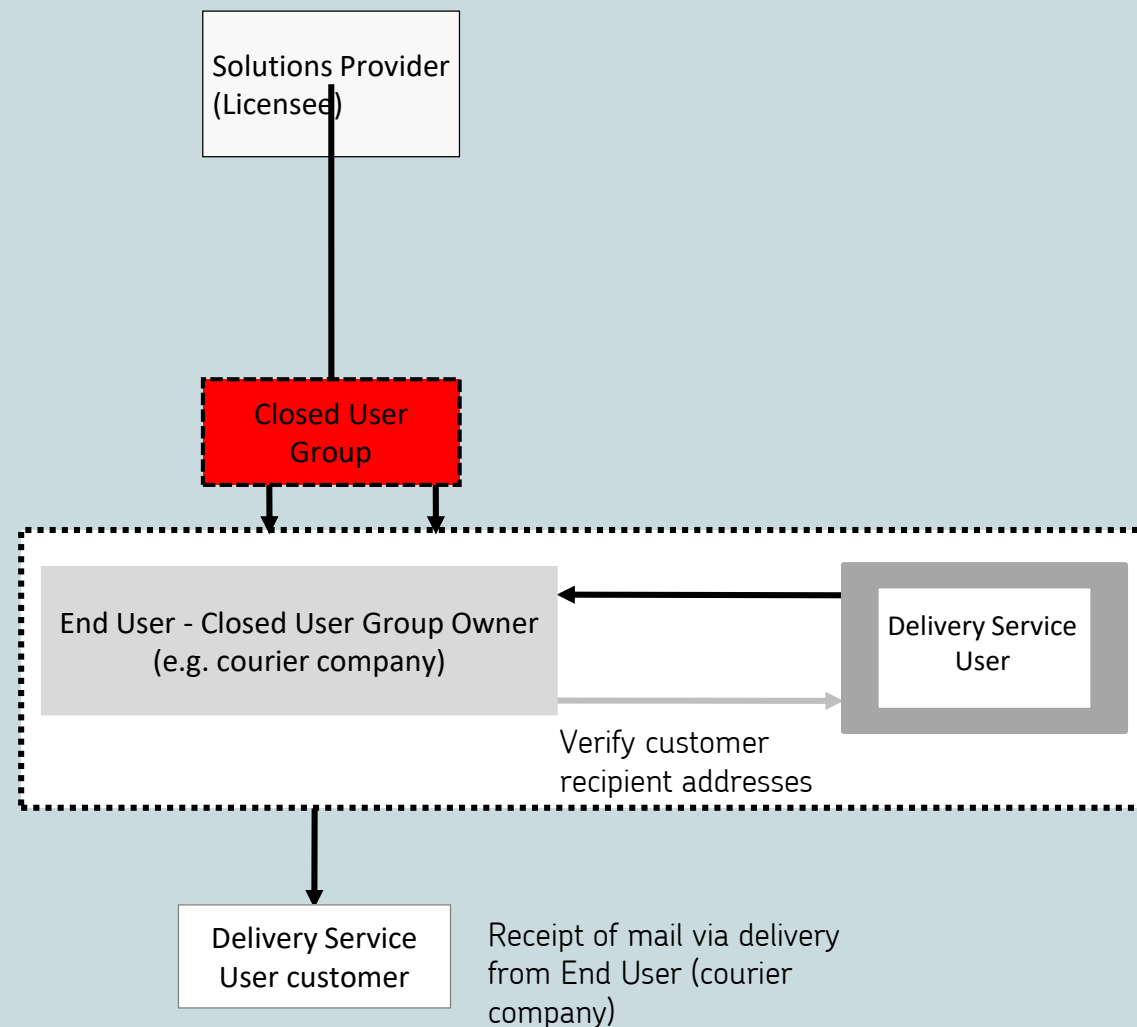 Solutions Provider
(Licensee)
Closed User
Group
End User - Closed User Group Owner
(e.g. courier company)
Delivery Service
User
Verify customer
recipient addresses
Delivery Service
User customer
Receipt of mail via delivery
from End User (courier
company)